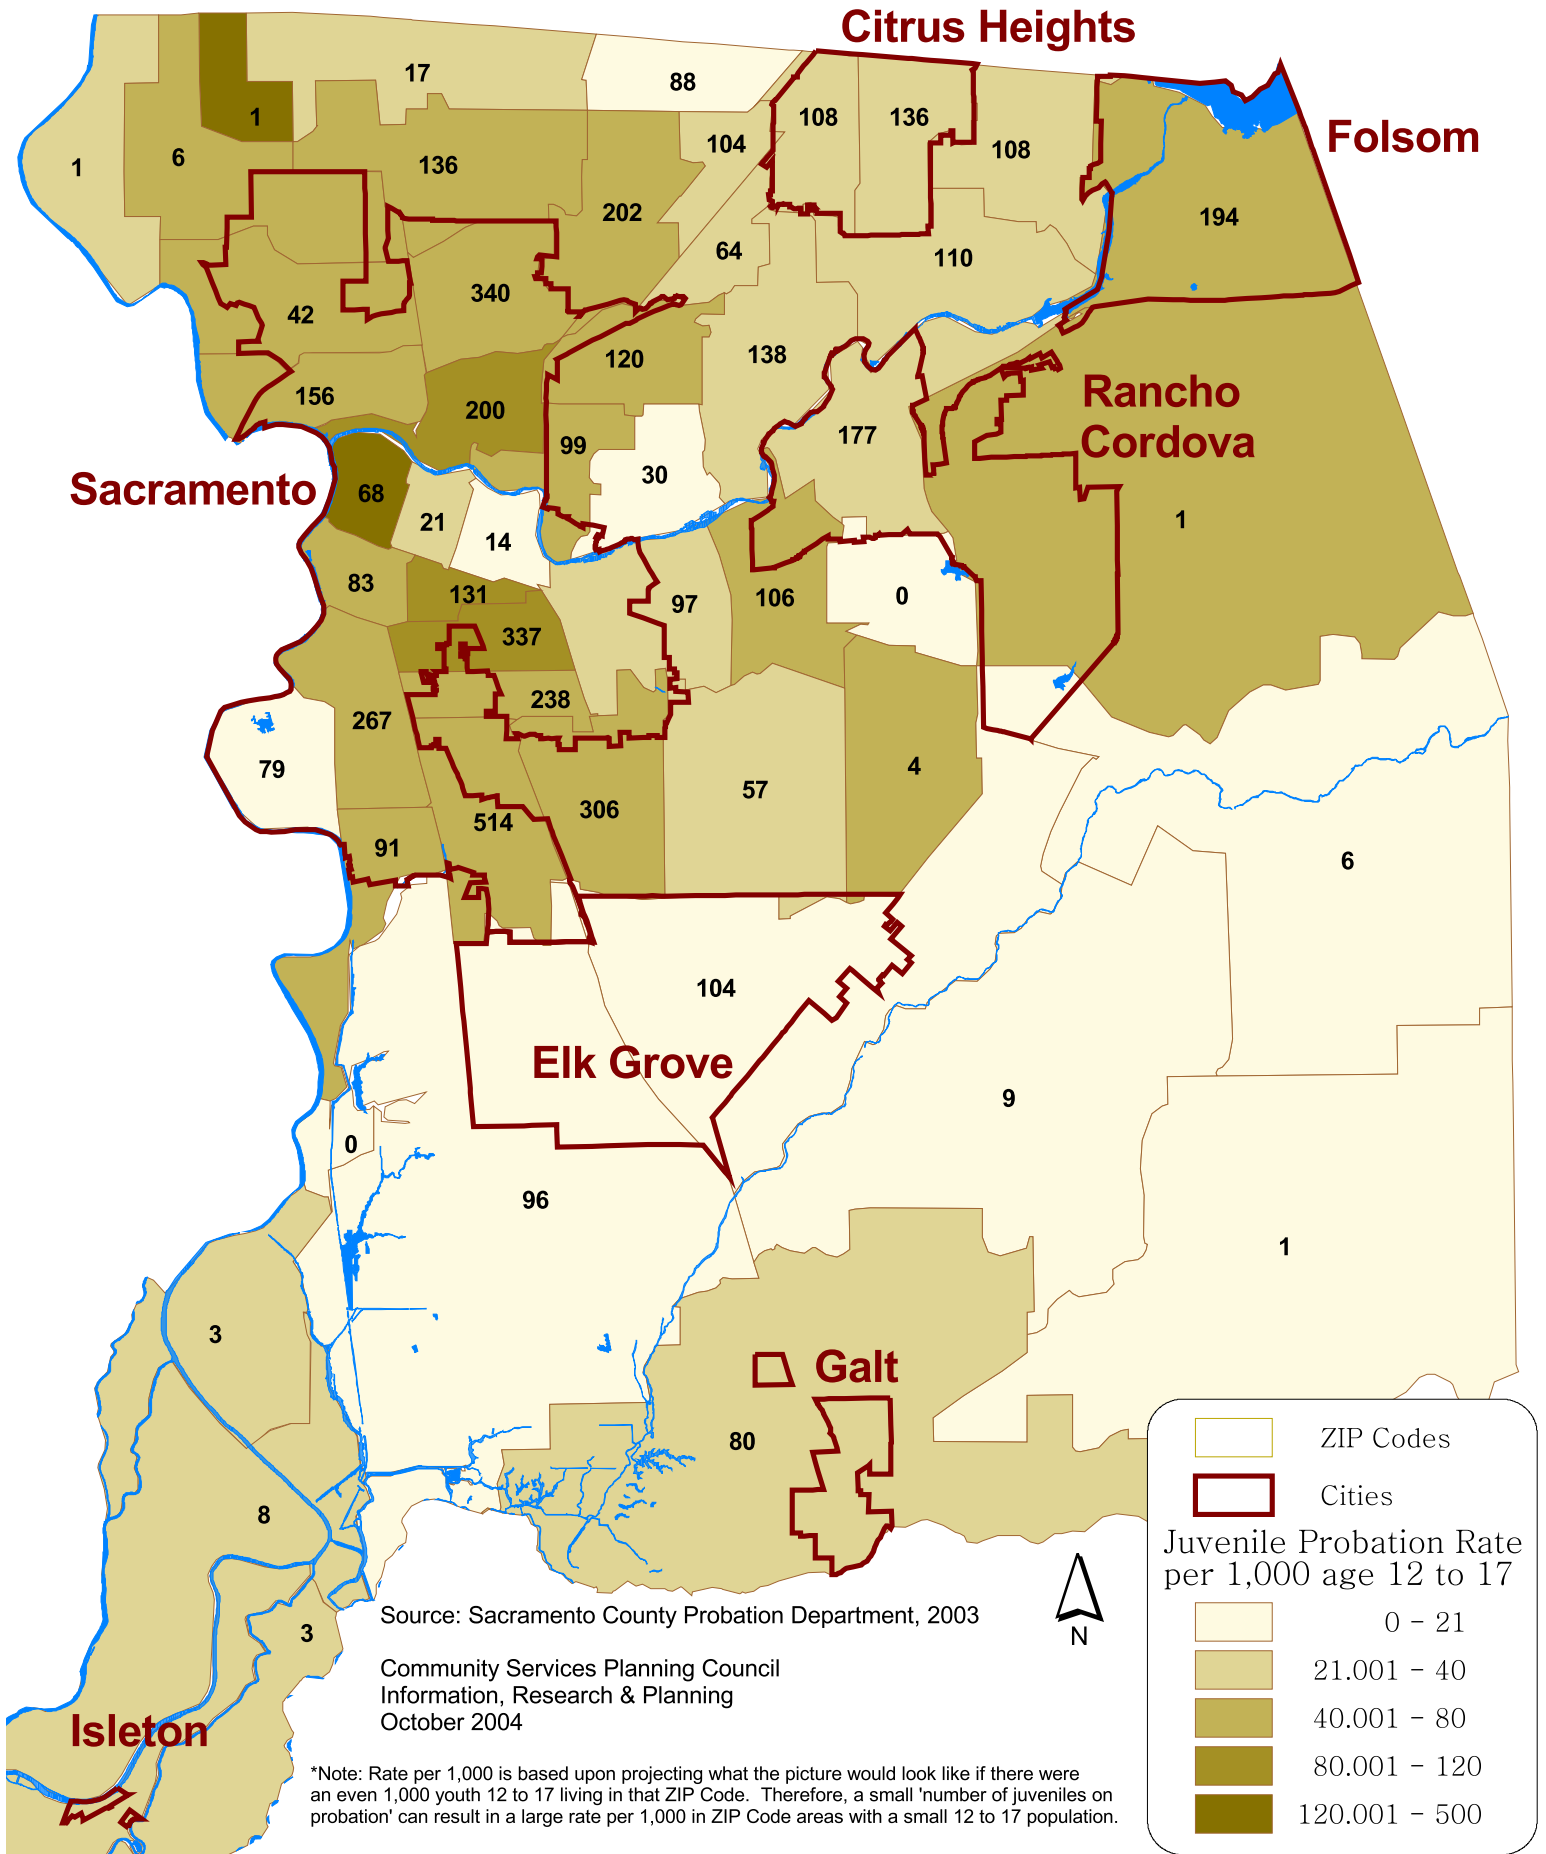 Citrus Heights
17
88
1
108
136
104
108
Folsom
6
1
136
202
194
64
110
340
42
120
138
Rancho
Cordova
156
200
99
177
30
Sacramento
68
21
14
1
83
131
97
106
0
337
238
267
79
4
57
306
514
91
6
104
Elk Grove
9
0
96
1
3
Galt
80
8
3
Isleton
ZIP Codes
Cities
Juvenile Probation Rate
per 1,000 age 12 to 17
0 - 21
21.001 - 40
40.001 - 80
80.001 - 120
120.001 - 500
N
Source: Sacramento County Probation Department, 2003
Community Services Planning Council
Information, Research & Planning
October 2004
*Note: Rate per 1,000 is based upon projecting what the picture would look like if there were
an even 1,000 youth 12 to 17 living in that ZIP Code. Therefore, a small 'number of juveniles on
probation' can result in a large rate per 1,000 in ZIP Code areas with a small 12 to 17 population.